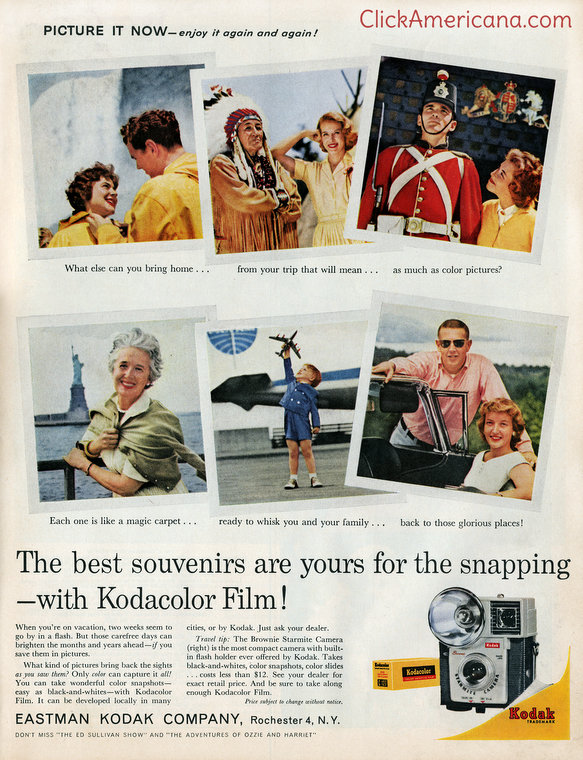 ClickAmericana.com
PICTURE IT NOW—enjoy it again and again!
What else can you bring home . . .
from your trip that will mean . . .
as much as color pictures?
Each one is like a magic carpet . . .
ready to whisk you and your family . . .
back to those glorious places!
The best souvenirs are yours for the snapping
—with Kodacolor Film!
When you're on vacation, two weeks seem to
go by in a flash. But those carefree days can
brighten the months and years ahead—if you
save them in pictures.
What kind of pictures bring back the sights
as you saw them? Only color can capture it all!
You can take wonderful color snapshots—
easy as black-and-whites—with Kodacolor
Film. It can be developed locally in many
cities, or by Kodak. Just ask your dealer.
Travel tip: The Brownie Starmite Camera
(right) is the most compact camera with built-
in flash holder ever offered by Kodak. Takes
black-and-whites, color snapshots, color slides
. . . costs less than $12. See your dealer for
exact retail price. And be sure to take along
enough Kodacolor Film.
Price subject to change without notice.
Kodak
Kodacolor
BROWNIE
STARMITE CAMERA
Kodak
TRADEMARK
EASTMAN KODAK COMPANY, Rochester 4, N.Y.
DON'T MISS "THE ED SULLIVAN SHOW" AND "THE ADVENTURES OF OZZIE AND HARRIET"